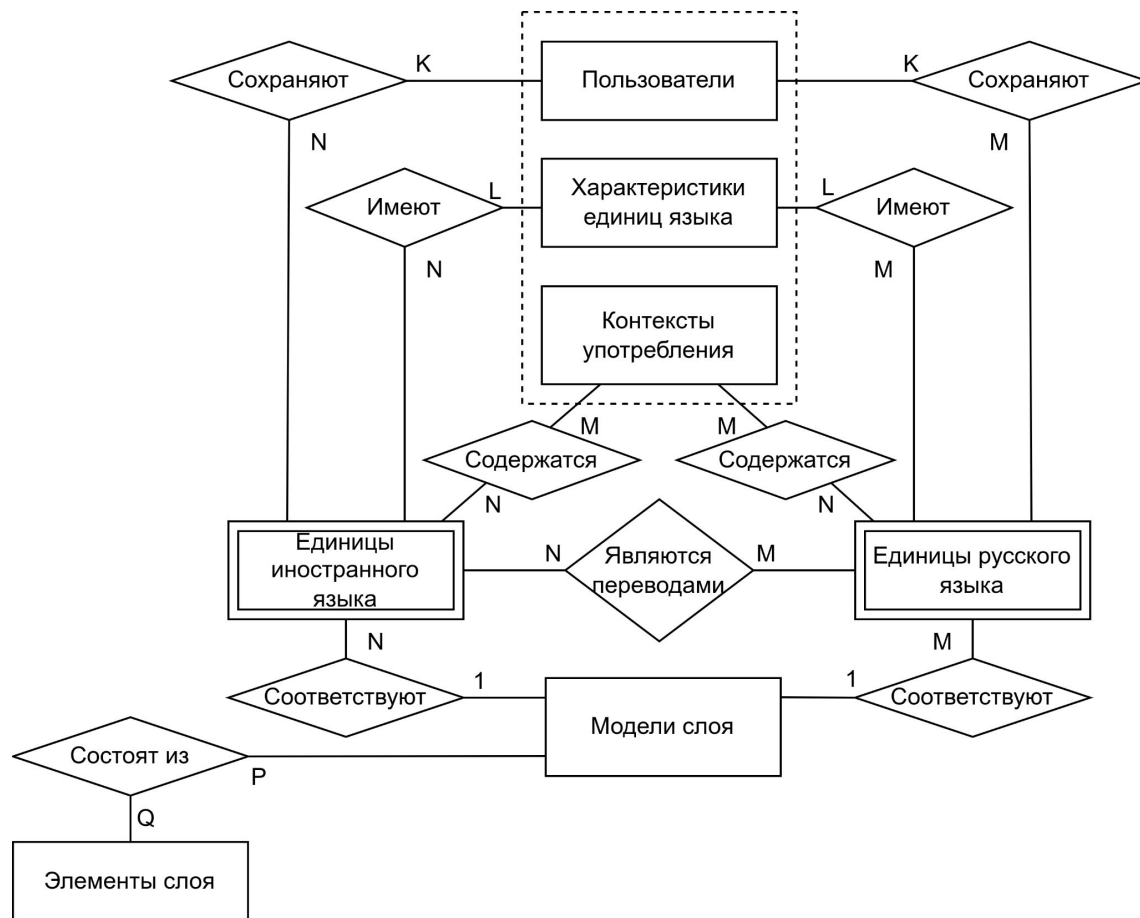 K
K
Сохраняют
Пользователи
Сохраняют
N
M
L
Характеристики
единиц языка
L
Имеют
Имеют
N
M
Контексты
употребления
M
M
Содержатся
Содержатся
N
N
Единицы
иностранного
языка
N
Являются
переводами
M
Единицы русского
языка
N
M
Соответствуют
1
1
Соответствуют
Модели слоя
Состоят из
P
Q
Элементы слоя